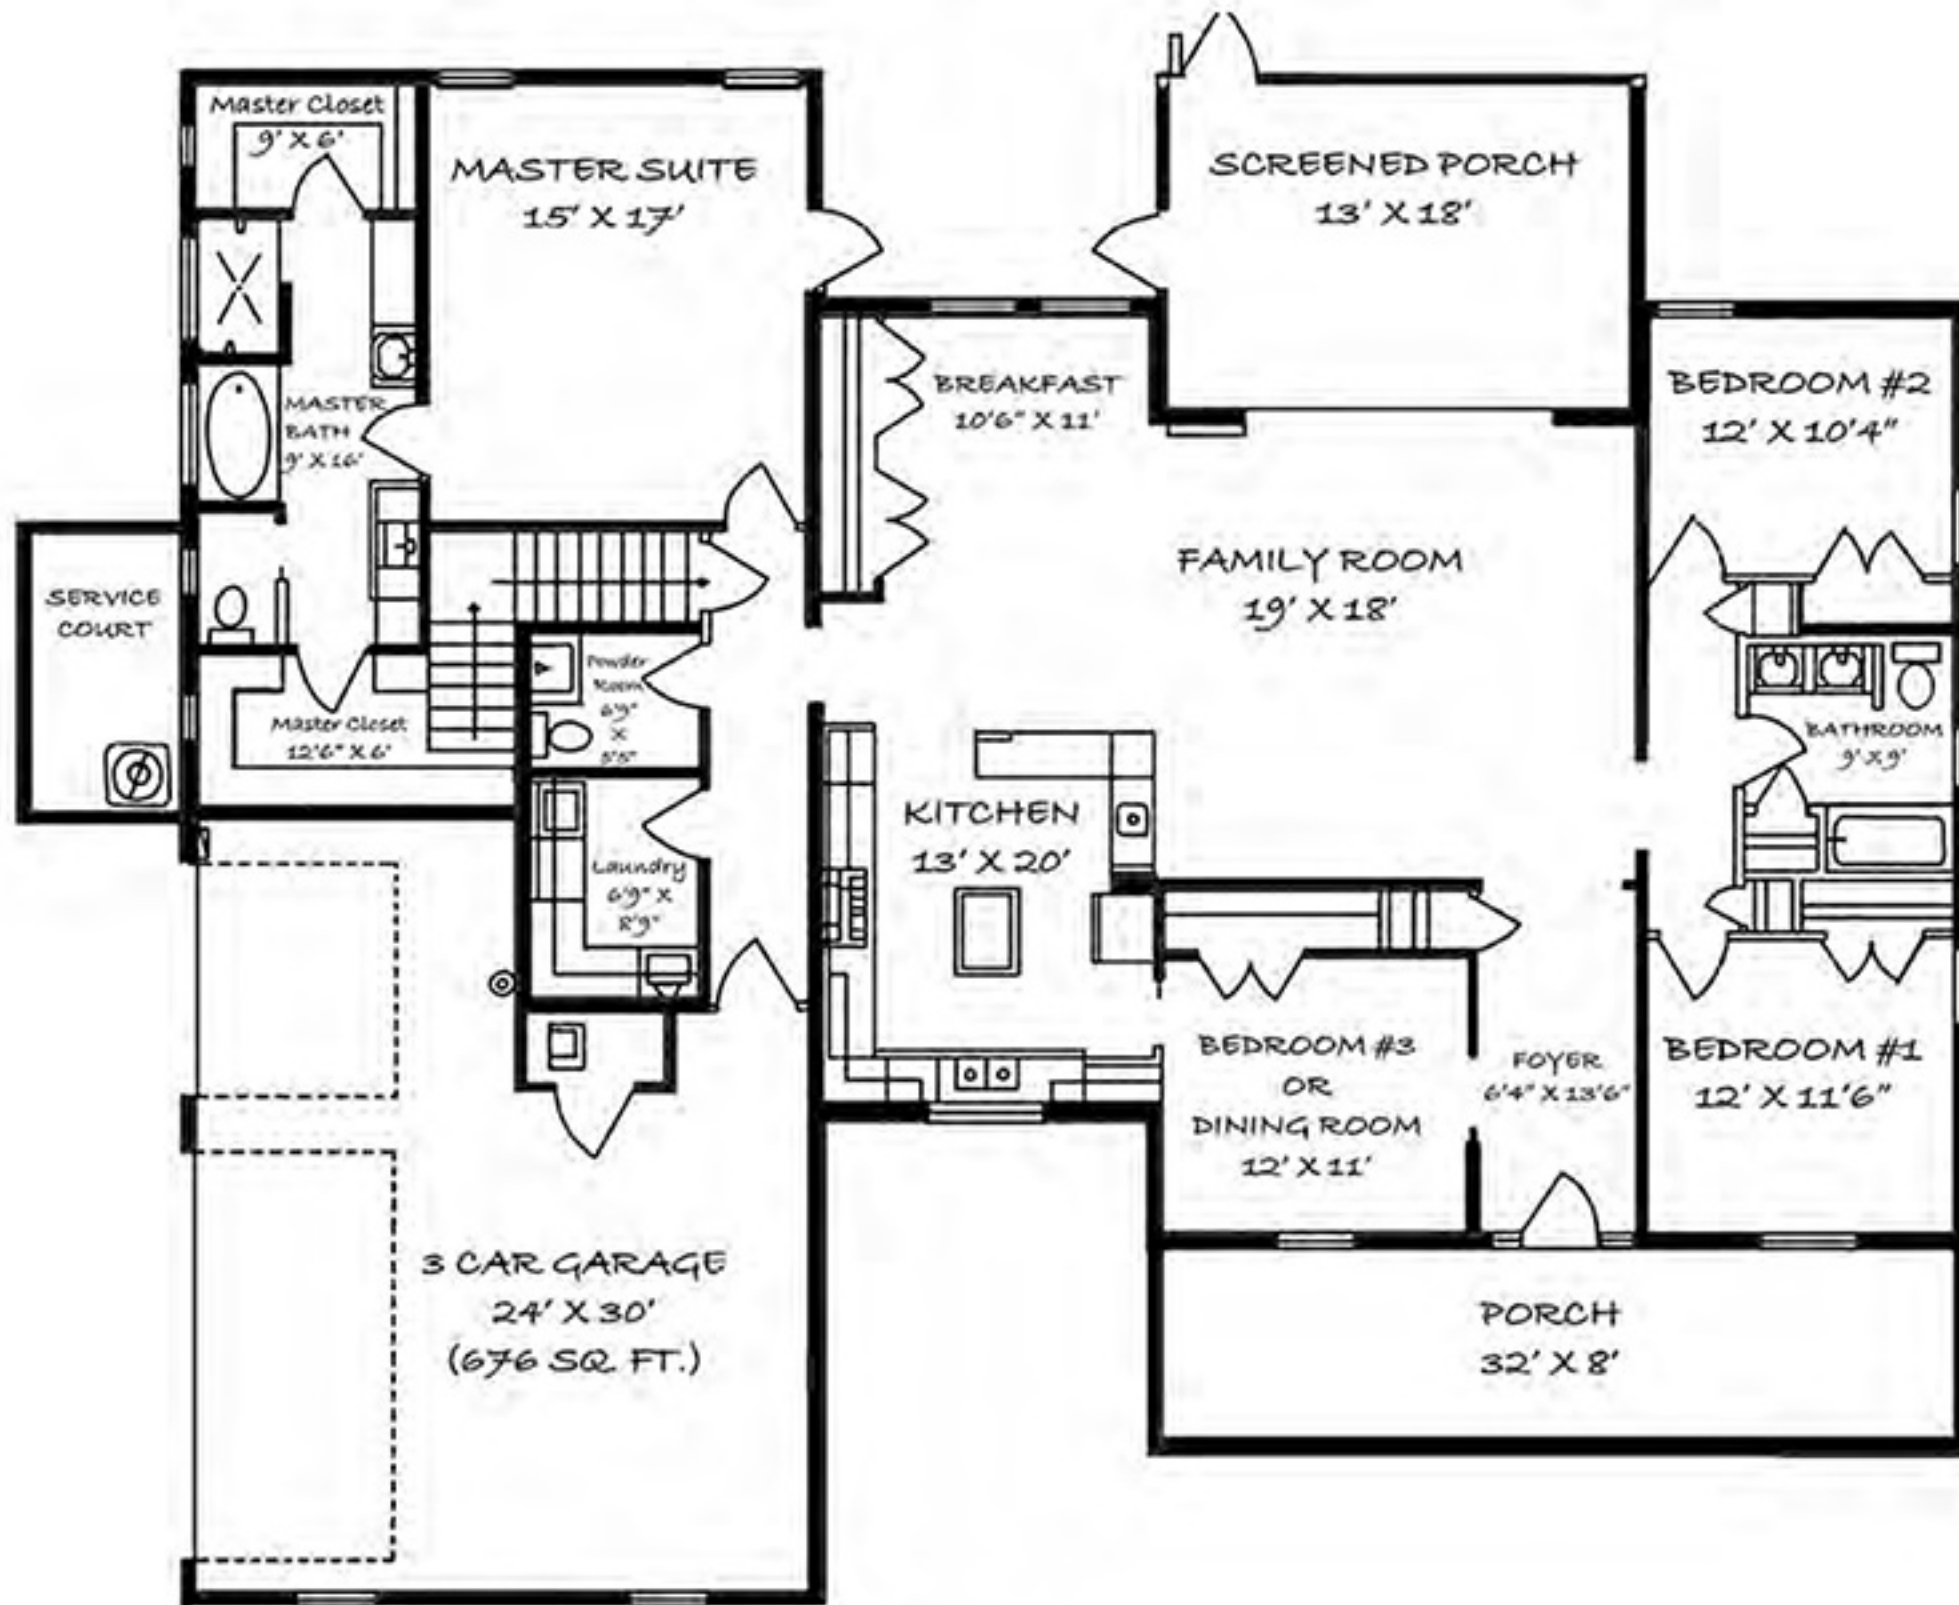 Master Closet
9' X 6'
MASTER SUITE
15' X 17'
SCREENED PORCH
13' X 18'
MASTER
BATH
9' X 16'
BREAKFAST
10'6" X 11'
BEDROOM #2
12' X 10'4"
FAMILY ROOM
19' X 18'
SERVICE
COURT
Powder
Room
6'9"
X
5'5"
Master Closet
12'6" X 6'
BATHROOM
9' X 9'
KITCHEN
13' X 20'
Laundry
6'9" X
8'9"
BEDROOM #3
OR
DINING ROOM
12' X 11'
FOYER
6'4" X 13'6"
BEDROOM #1
12' X 11'6"
3 CAR GARAGE
24' X 30'
(676 SQ. FT.)
PORCH
32' X 8'